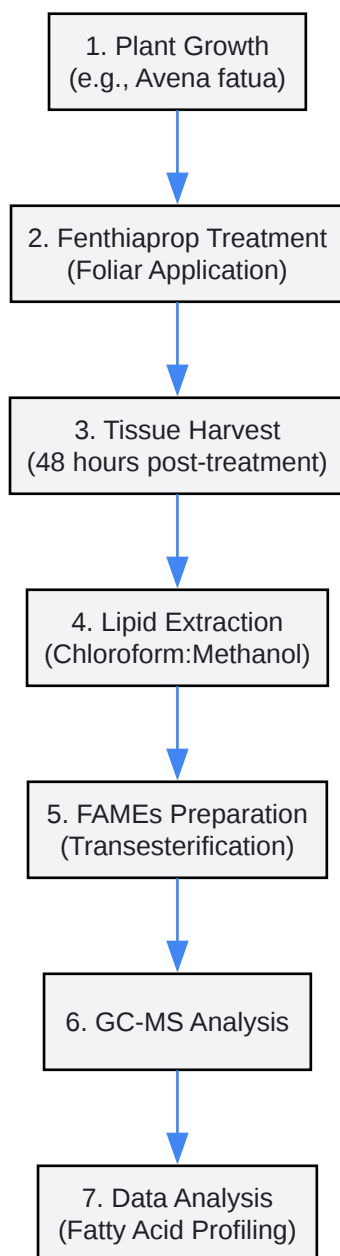 1. Plant Growth
(e.g., Avena fatua)
2. Fenthiaprop Treatment
(Foliar Application)
3. Tissue Harvest
(48 hours post-treatment)
4. Lipid Extraction
(Chloroform:Methanol)
5. FAMEs Preparation
(Transesterification)
6. GC-MS Analysis
7. Data Analysis
(Fatty Acid Profiling)